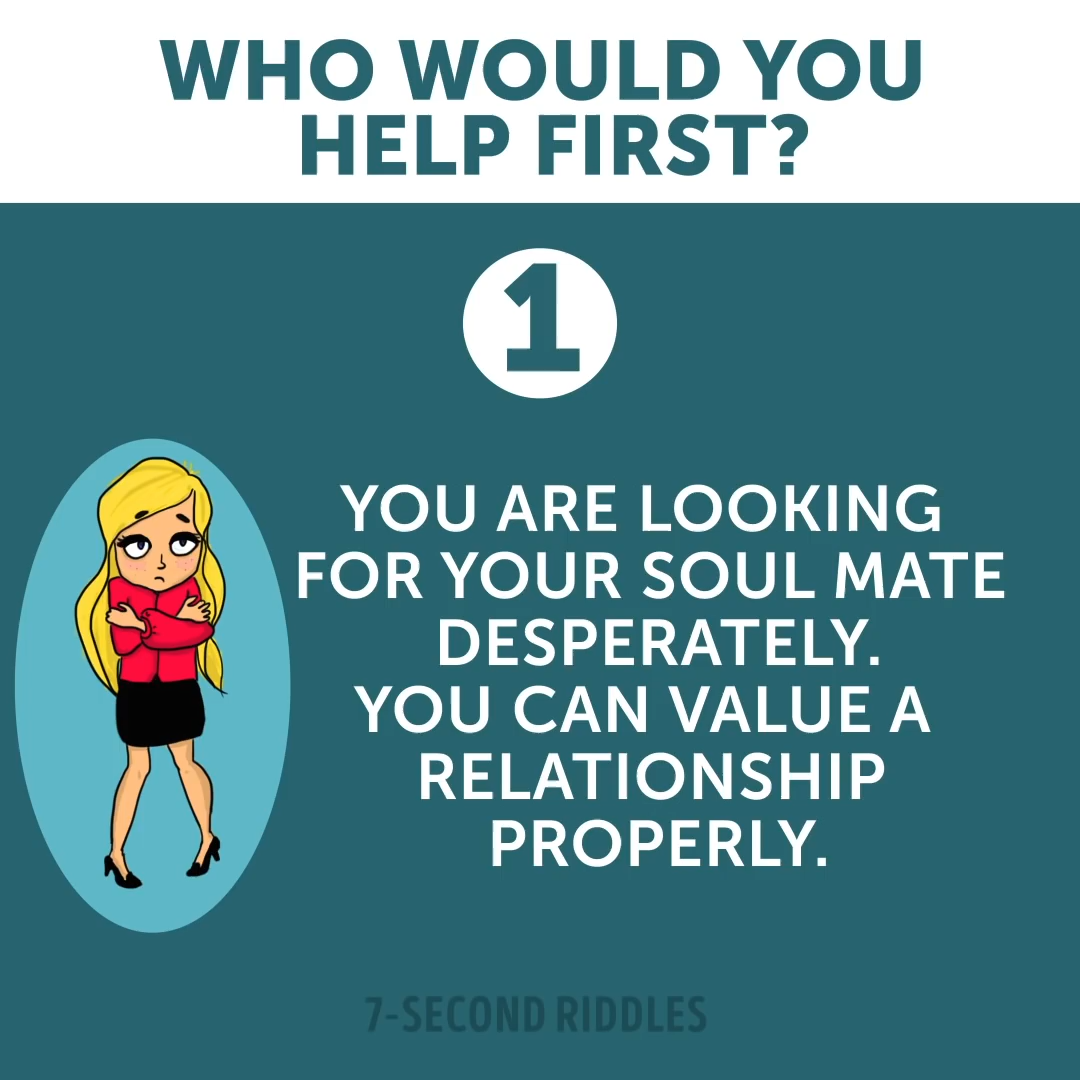 WHO WOULD YOU
HELP FIRST?
1
YOU ARE LOOKING
FOR YOUR SOUL MATE
DESPERATELY.
YOU CAN VALUE A
RELATIONSHIP
PROPERLY.
7-SECOND RIDDLES